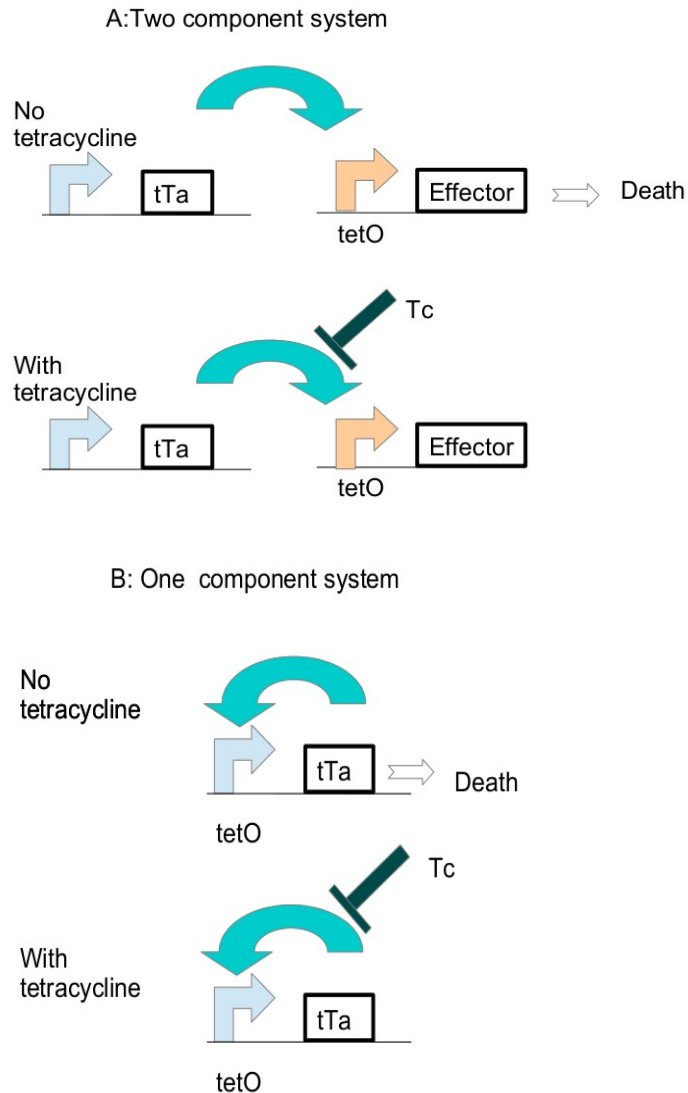 A:Two component system
No
tetracycline
tTa
Effector
Death
tetO
Tc
With
tetracycline
tTa
Effector
tetO
B: One  component system
No
tetracycline
tTa
Death
tetO
Tc
With
tetracycline
tTa
tetO